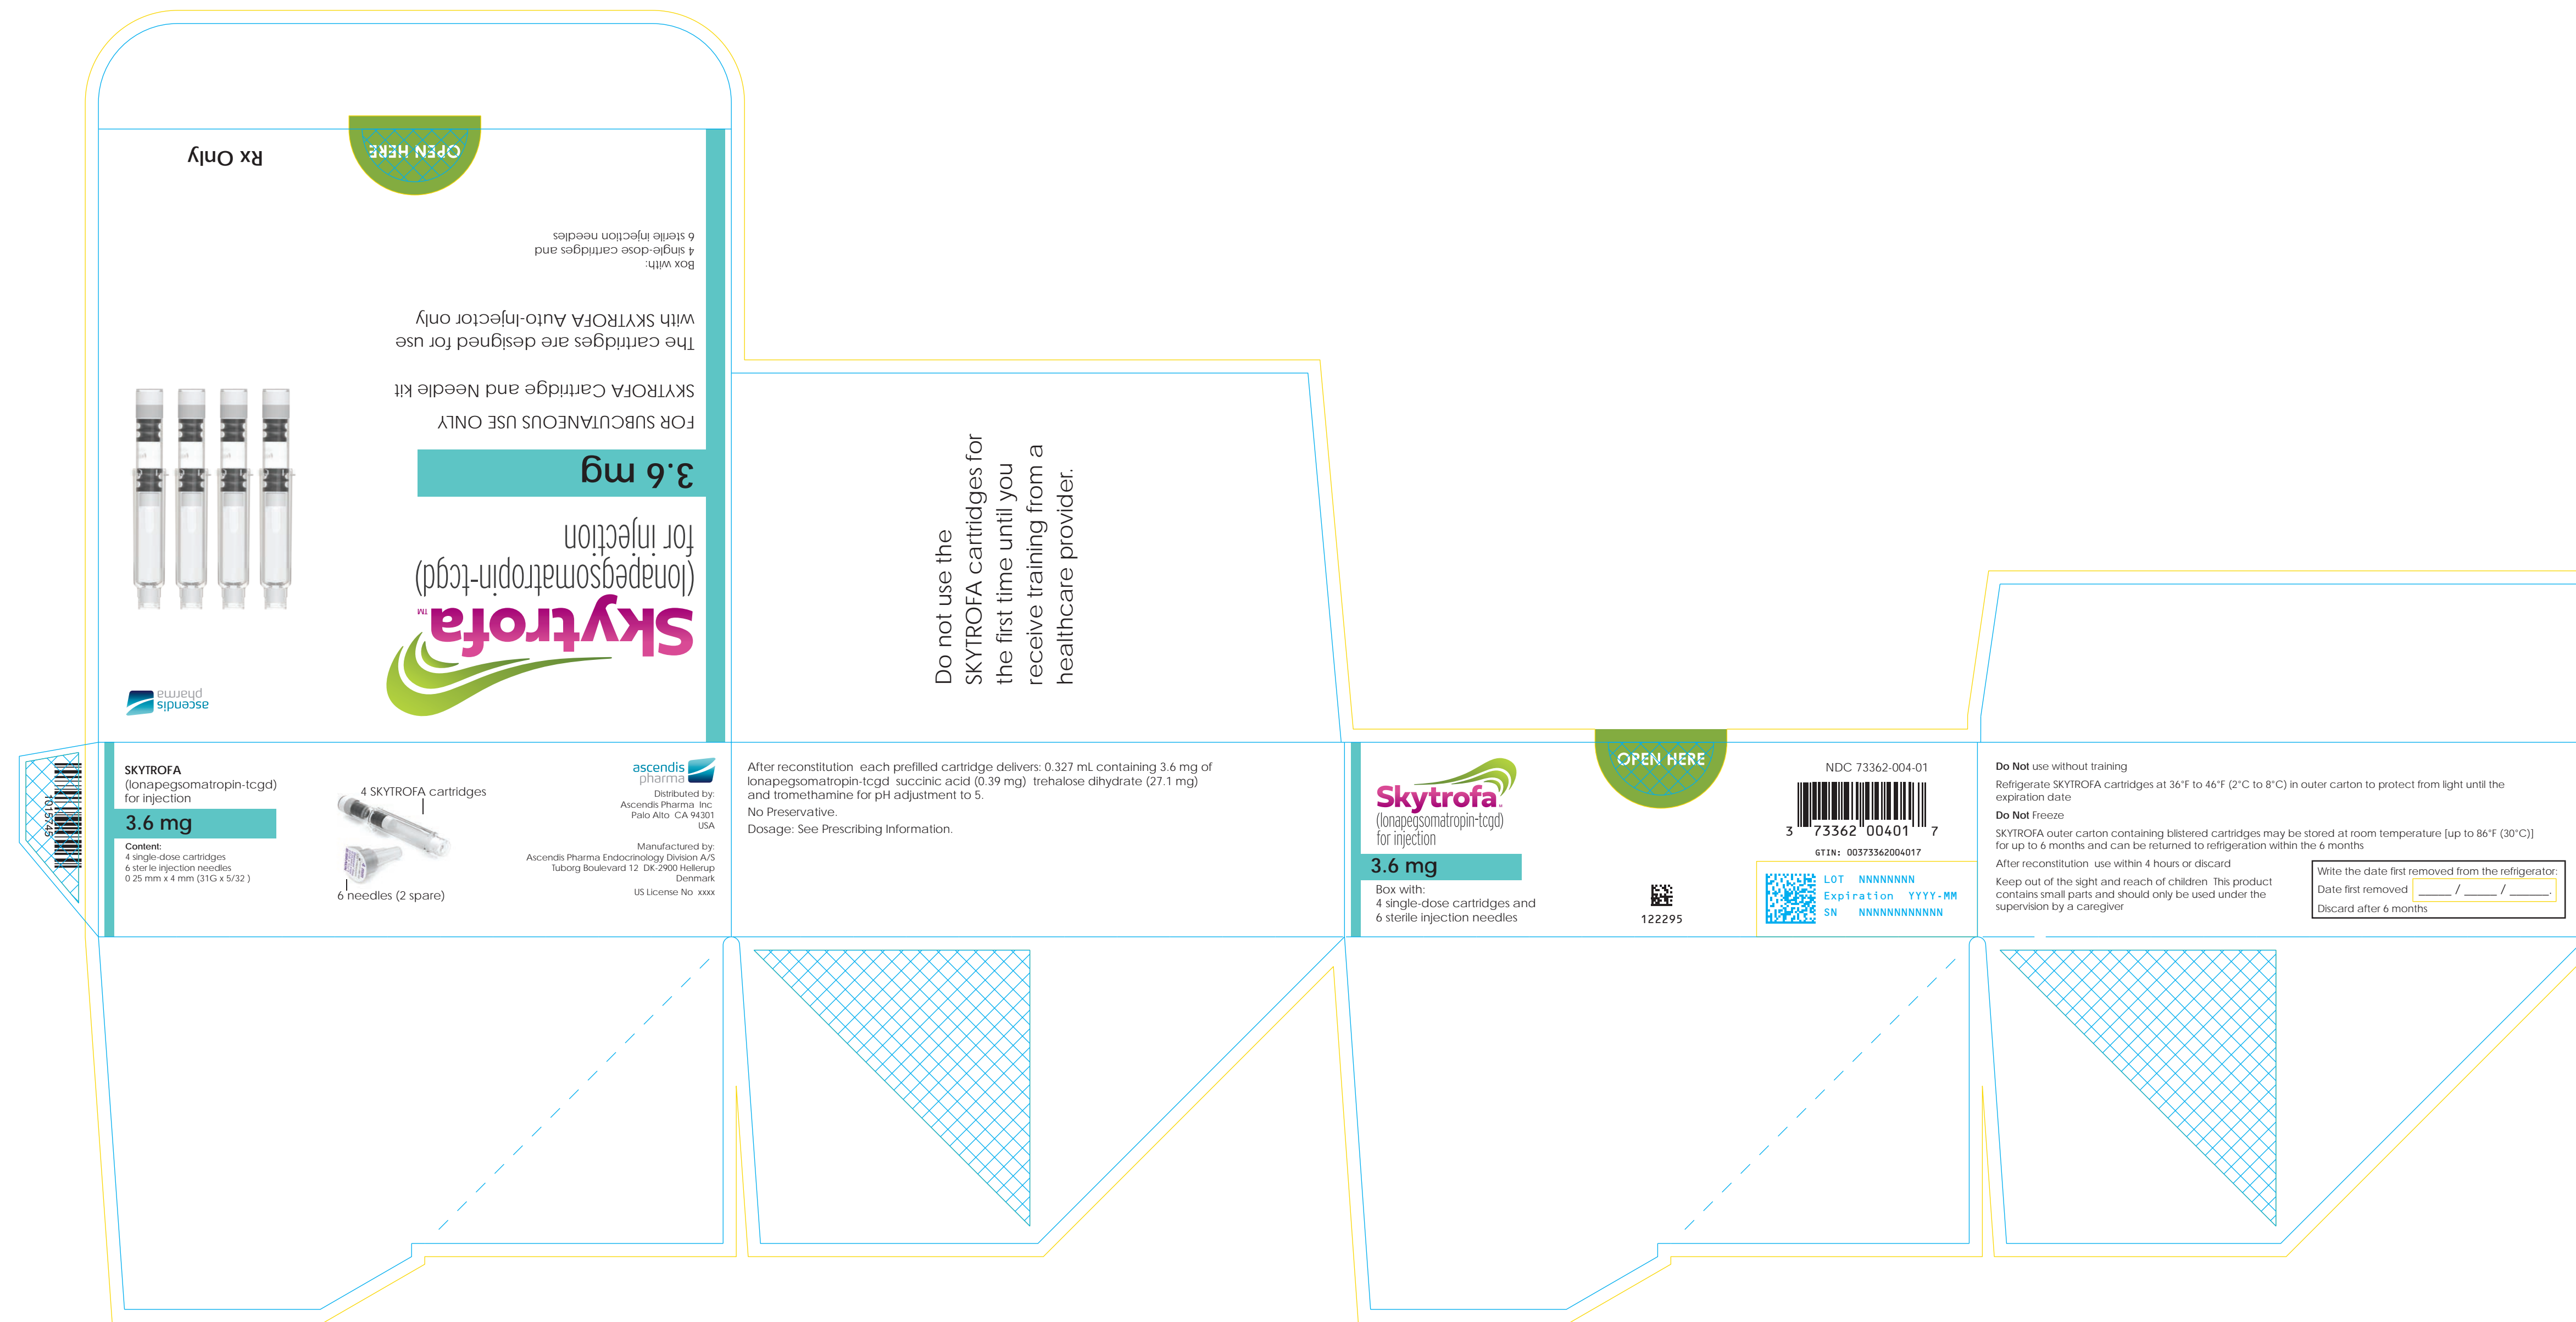 Rx Only
OPEN HERE
Box with:
4 single-dose cartridges and
6 sterile injection needles
The cartridges are designed for use
with SKYTROFA Auto-Injector only
SKYTROFA Cartridge and Needle kit
FOR SUBCUTANEOUS USE ONLY
3.6 mg
Skytrofa™
(lonapegsomatropin-tcgd)
for injection
ascendis
pharma
Do not use the
SKYTROFA cartridges for
the first time until you
receive training from a
healthcare provider.
1015745
SKYTROFA
(lonapegsomatropin-tcgd)
for injection
3.6 mg
Content:
4 single-dose cartridges
6 ster le injection needles
0 25 mm x 4 mm (31G x 5/32 )
4 SKYTROFA cartridges
6 needles (2 spare)
ascendis
pharma
Distributed by:
Ascendis Pharma Inc
Palo Alto CA 94301
USA
Manufactured by:
Ascendis Pharma Endocrinology Division A/S
Tuborg Boulevard 12 DK-2900 Hellerup
Denmark
US License No xxxx
After reconstitution each prefilled cartridge delivers: 0.327 mL containing 3.6 mg of
lonapegsomatropin-tcgd succinic acid (0.39 mg) trehalose dihydrate (27.1 mg)
and tromethamine for pH adjustment to 5.
No Preservative.
Dosage: See Prescribing Information.
Skytrofa™
(lonapegsomatropin-tcgd)
for injection
3.6 mg
Box with:
4 single-dose cartridges and
6 sterile injection needles
OPEN HERE
122295
NDC 73362-004-01
3 73362 00401 7
GTIN: 00373362004017
LOT NNNNNNNN
Expiration YYYY-MM
SN NNNNNNNNNNNN
Do Not use without training
Refrigerate SKYTROFA cartridges at 36°F to 46°F (2°C to 8°C) in outer carton to protect from light until the
expiration date
Do Not Freeze
SKYTROFA outer carton containing blistered cartridges may be stored at room temperature [up to 86°F (30°C)]
for up to 6 months and can be returned to refrigeration within the 6 months
After reconstitution use within 4 hours or discard
Keep out of the sight and reach of children This product
contains small parts and should only be used under the
supervision by a caregiver
Write the date first removed from the refrigerator:
Date first removed _____ / _____ / ______.
Discard after 6 months